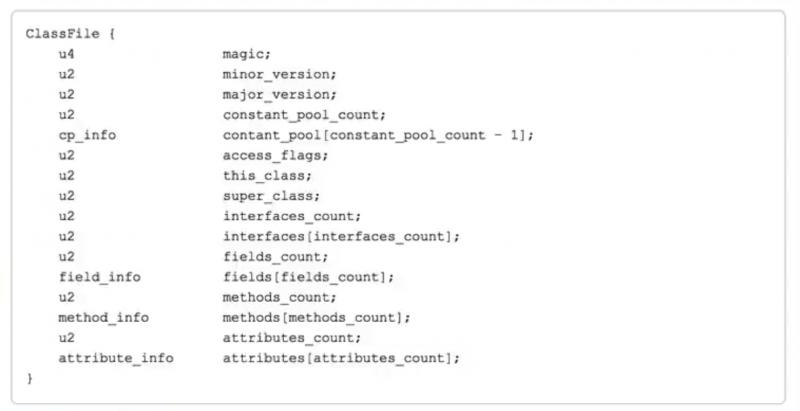 ClassFile {
u4 magic;
u2 minor_version;
u2 major_version;
u2 constant_pool_count;
cp_info contant_pool[constant_pool_count - 1];
u2 access_flags;
u2 this_class;
u2 super_class;
u2 interfaces_count;
u2 interfaces[interfaces_count];
u2 fields_count;
field_info fields[fields_count];
u2 methods_count;
method_info methods[methods_count];
u2 attributes_count;
attribute_info attributes[attributes_count];
}